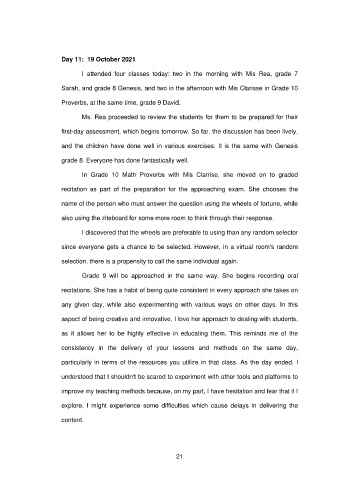 Day 11: 19 October 2021
I attended four classes today: two in the morning with Mis Rea, grade 7
Sarah, and grade 8 Genesis, and two in the afternoon with Mis Clarisse in Grade 10
Proverbs, at the same time, grade 9 David.
Ms. Rea proceeded to review the students for them to be prepared for their
first-day assessment, which begins tomorrow. So far, the discussion has been lively,
and the children have done well in various exercises. It is the same with Genesis
grade 8. Everyone has done fantastically well.
In Grade 10 Math Proverbs with Mis Clarrise, she moved on to graded
recitation as part of the preparation for the approaching exam. She chooses the
name of the person who must answer the question using the wheels of fortune, while
also using the ziteboard for some more room to think through their response.
I discovered that the wheels are preferable to using than any random selector
since everyone gets a chance to be selected. However, in a virtual room's random
selection, there is a propensity to call the same individual again.
Grade 9 will be approached in the same way. She begins recording oral
recitations. She has a habit of being quite consistent in every approach she takes on
any given day, while also experimenting with various ways on other days. In this
aspect of being creative and innovative, I love her approach to dealing with students,
as it allows her to be highly effective in educating them. This reminds me of the
consistency in the delivery of your lessons and methods on the same day,
particularly in terms of the resources you utilize in that class. As the day ended, I
understood that I shouldn't be scared to experiment with other tools and platforms to
improve my teaching methods because, on my part, I have hesitation and fear that if I
explore, I might experience some difficulties which cause delays in delivering the
content.
21